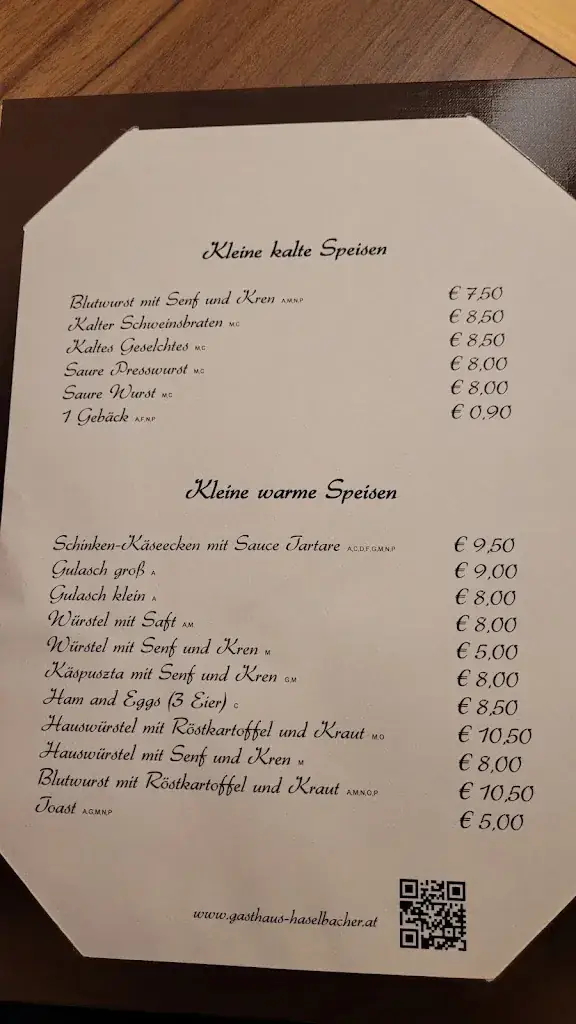 Kleine kalte Speisen
Blutwurst mit Senf und Kren A,M,N,P € 7,50
Kalter Schweinsbraten M,C € 8,50
Kaltes Geselchtes M,C € 8,50
Saure Presswurst M,C € 8,00
Saure Wurst M,C € 8,00
1 Gebäck A,F,N,P € 0,90
Kleine warme Speisen
Schinken-Käseecken mit Sauce Tartare A,C,D,F,G,M,N,P € 9,50
Gulasch groß A € 9,00
Gulasch klein A € 8,00
Würstel mit Saft A,M € 8,00
Würstel mit Senf und Kren M € 5,00
Käspuszta mit Senf und Kren G,M € 8,00
Ham and Eggs (3 Eier) C € 8,50
Hauswürstel mit Röstkartoffel und Kraut M,O € 10,50
Hauswürstel mit Senf und Kren M € 8,00
Blutwurst mit Röstkartoffel und Kraut A,M,N,O,P € 10,50
Toast A,G,M,N,P € 5,00
www.gasthaus-haselbacher.at